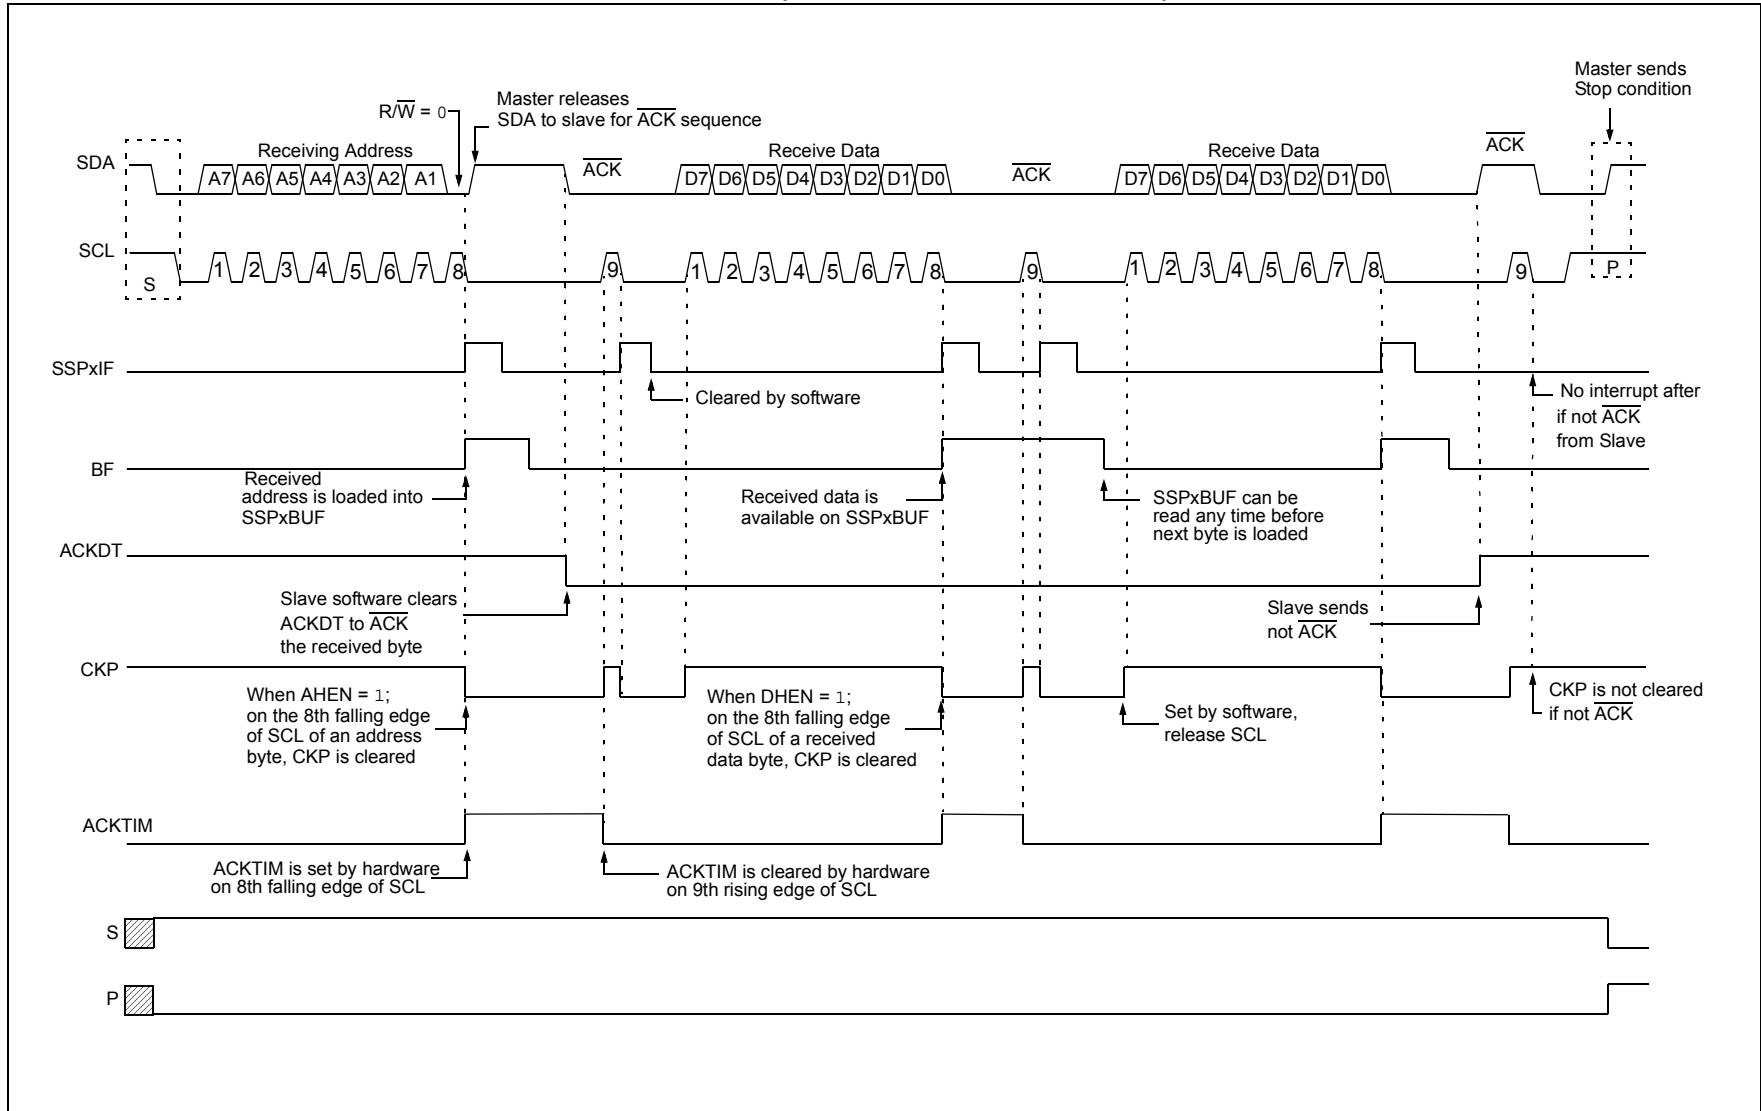 Master sends
Stop condition
R/W = 0
Master releases
SDA to slave for ACK sequence
SDA
Receiving Address
A7 A6 A5 A4 A3 A2 A1
ACK
Receive Data
D7 D6 D5 D4 D3 D2 D1 D0
ACK
Receive Data
D7 D6 D5 D4 D3 D2 D1 D0
ACK
SCL
S
1 2 3 4 5 6 7 8 9
1 2 3 4 5 6 7 8 9
1 2 3 4 5 6 7 8 9
P
SSPxIF
Cleared by software
No interrupt after
if not ACK
from Slave
BF
Received
address is loaded into
SSPxBUF
Received data is
available on SSPxBUF
SSPxBUF can be
read any time before
next byte is loaded
ACKDT
Slave software clears
ACKDT to ACK
the received byte
Slave sends
not ACK
CKP
When AHEN = 1;
on the 8th falling edge
of SCL of an address
byte, CKP is cleared
When DHEN = 1;
on the 8th falling edge
of SCL of a received
data byte, CKP is cleared
Set by software,
release SCL
CKP is not cleared
if not ACK
ACKTIM
ACKTIM is set by hardware
on 8th falling edge of SCL
ACKTIM is cleared by hardware
on 9th rising edge of SCL
S
P